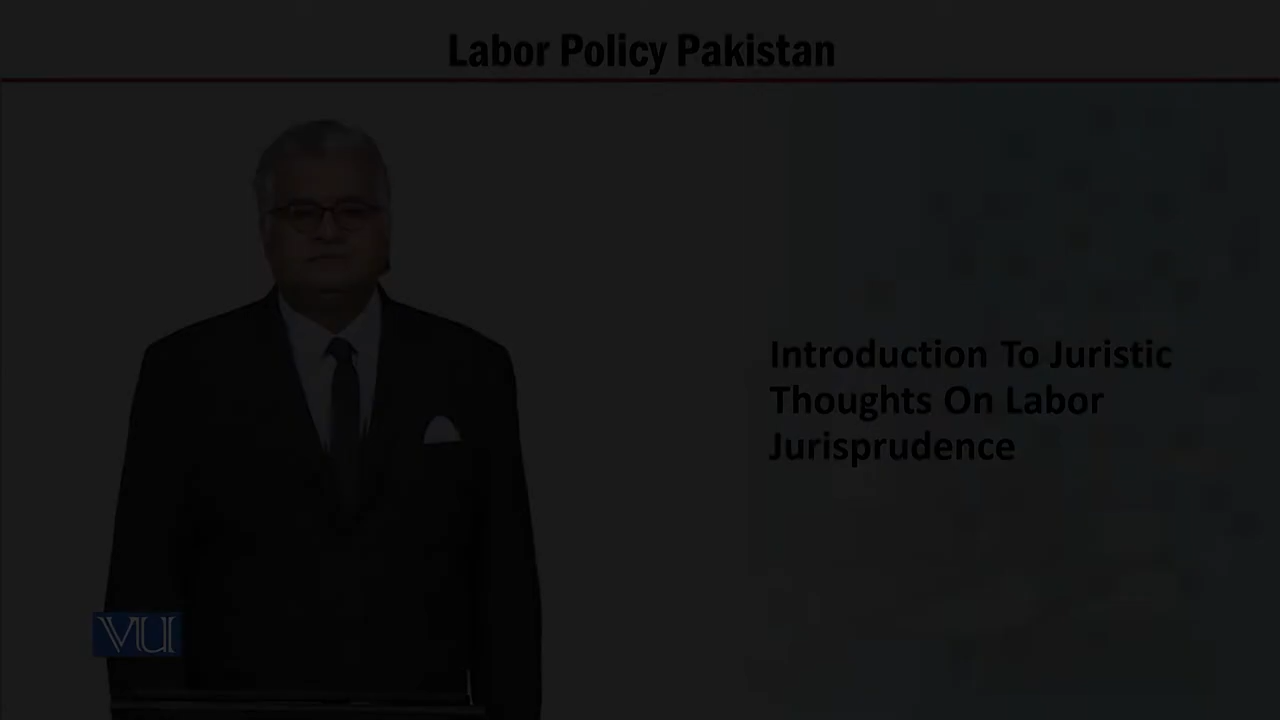 Labor Policy Pakistan
Introduction To Juristic
Thoughts On Labor
Jurisprudence
VU